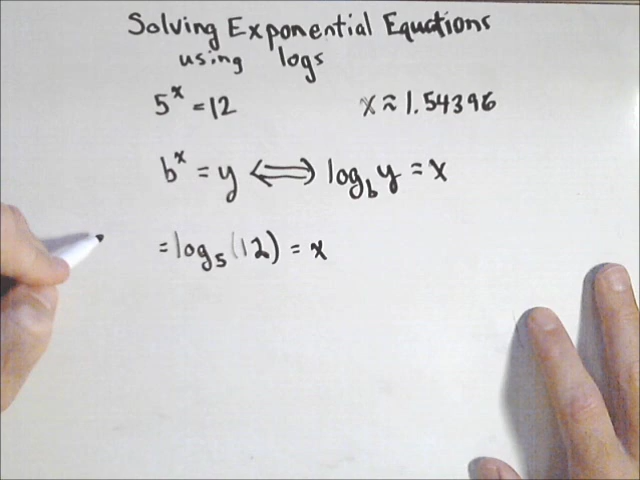 Solving Exponential Equations
using logs
5^x = 12 x ≈ 1.54396
b^x = y ⟺ log_b y = x
= log_5 (12) = x